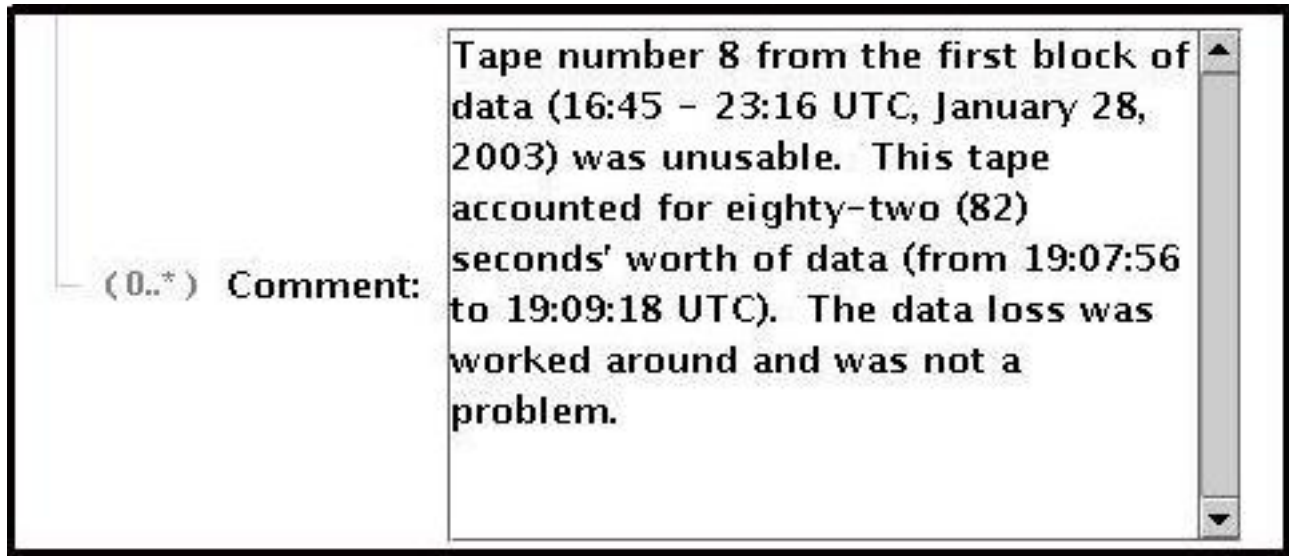 Tape number 8 from the first block of
data (16:45 - 23:16 UTC, January 28,
2003) was unusable.  This tape
accounted for eighty-two (82)
seconds' worth of data (from 19:07:56
(0..*) Comment:
to 19:09:18 UTC).  The data loss was
worked around and was not a
problem.